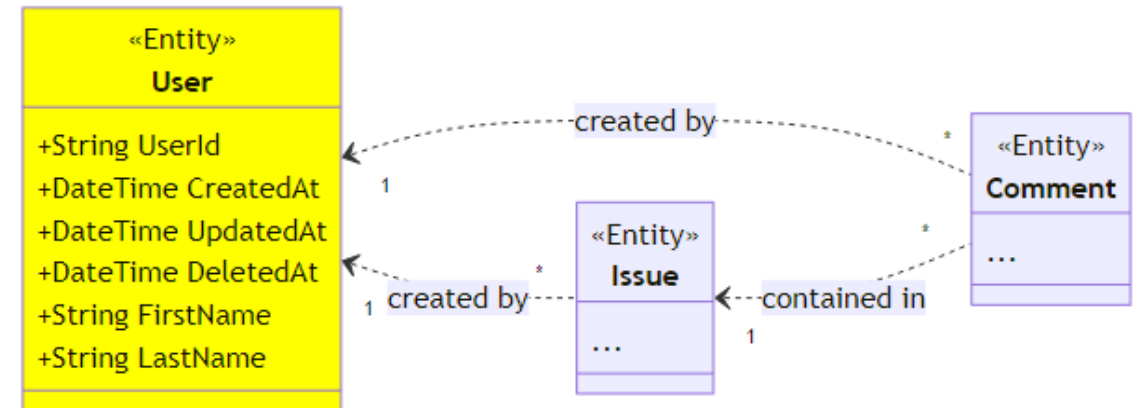 «Entity»
User
+String UserId
+DateTime CreatedAt
+DateTime UpdatedAt
+DateTime DeletedAt
+String FirstName
+String LastName
created by
*
1
«Entity»
Comment
...
*
contained in
1
«Entity»
Issue
...
*
created by
1